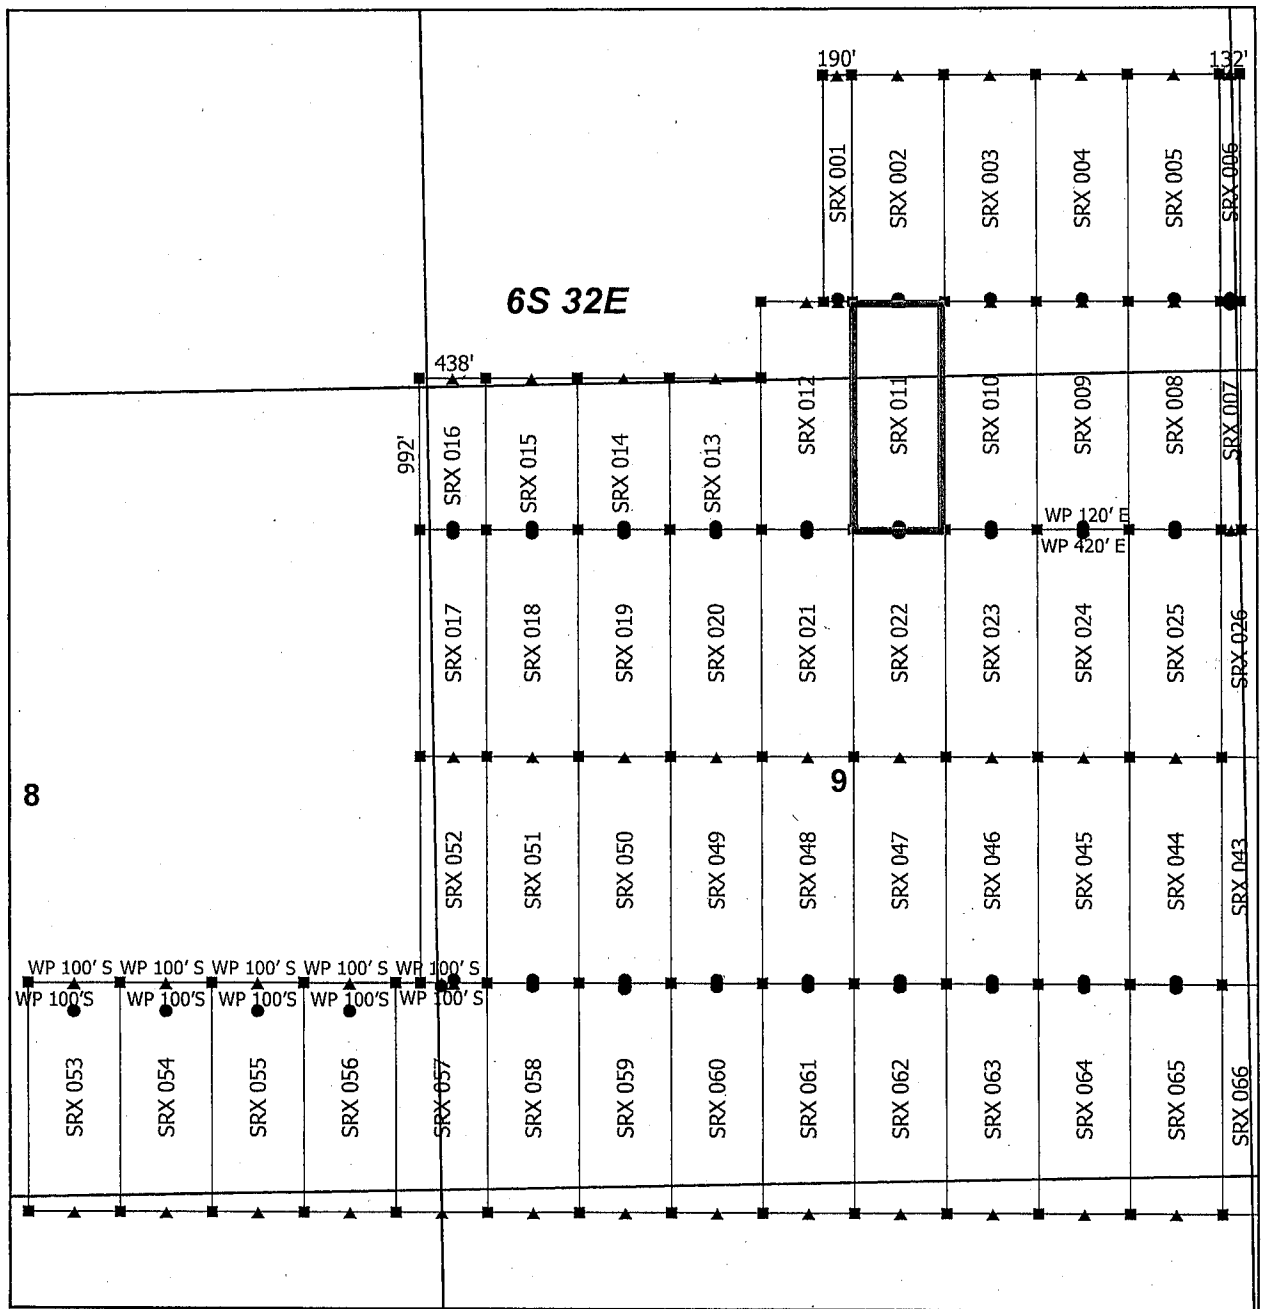 190' 132'
SRX 001
SRX 002
SRX 003
SRX 004
SRX 005
SRX 006
6S 32E
438'
992'
SRX 016
SRX 015
SRX 014
SRX 013
SRX 012
SRX 011
SRX 010
SRX 009
SRX 008
SRX 007
WP 120' E
WP 420' E
SRX 017
SRX 018
SRX 019
SRX 020
SRX 021
SRX 022
SRX 023
SRX 024
SRX 025
SRX 026
8
9
SRX 052
SRX 051
SRX 050
SRX 049
SRX 048
SRX 047
SRX 046
SRX 045
SRX 044
SRX 043
WP 100' S WP 100' S WP 100' S WP 100' S WP 100' S
WP 100'S WP 100'S WP 100'S WP 100'S WP 100' S
SRX 053
SRX 054
SRX 055
SRX 056
SRX 057
SRX 058
SRX 059
SRX 060
SRX 061
SRX 062
SRX 063
SRX 064
SRX 065
SRX 066